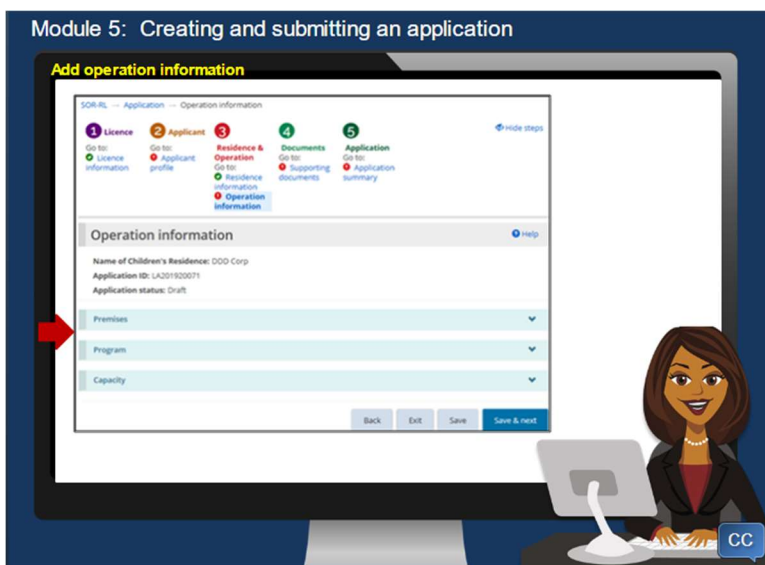 Module 5: Creating and submitting an application
Add operation information
SOR-RL → Application → Operation information
1 Licence
Go to:
Licence
information
2 Applicant
Go to:
Applicant
profile
3
Residence &
Operation
Go to:
Residence
information
Operation
information
4
Documents
Go to:
Supporting
documents
5
Application
Go to:
Application
summary
Hide steps
Operation information
Help
Name of Children's Residence: DDD Corp
Application ID: LA201920071
Application status: Draft
Premises
Program
Capacity
Back Exit Save Save & next
CC